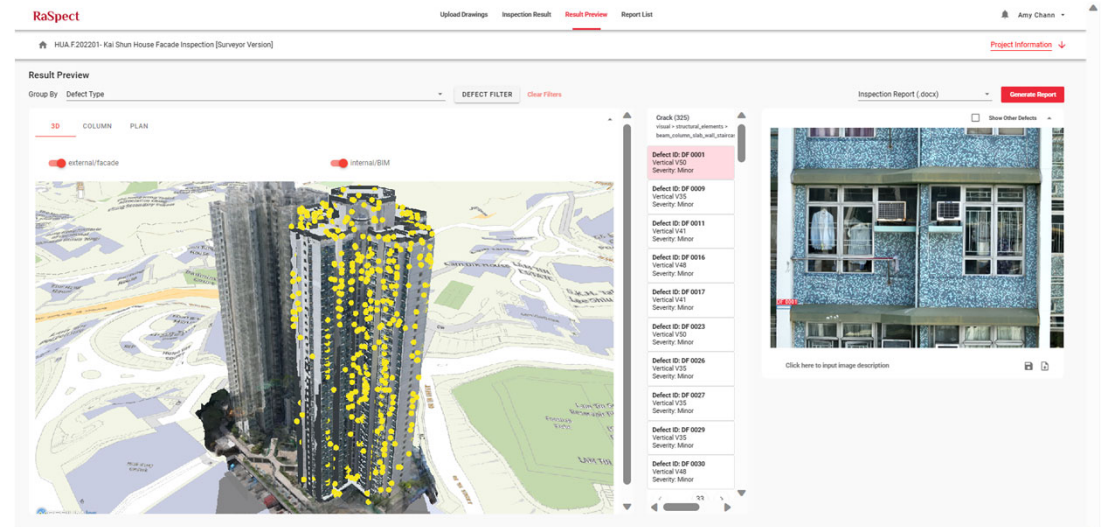 RaSpect
Upload Drawings
Inspection Result
Result Preview
Report List
Amy Chann
HUA.F.202201- Kai Shun House Facade Inspection [Surveyor Version]
Project Information
Result Preview
Group By
Defect Type
DEFECT FILTER
Clear Filters
Inspection Report (.docx)
Generate Report
3D
COLUMN
PLAN
external/facade
internal/BIM
Crack (325)
visual > structural_elements >
beam_column_slab_wall_staircas
Defect ID: DF 0001
Vertical V50
Severity: Minor
Defect ID: DF 0009
Vertical V35
Severity: Minor
Defect ID: DF 0011
Vertical V41
Severity: Minor
Defect ID: DF 0016
Vertical V48
Severity: Minor
Defect ID: DF 0017
Vertical V41
Severity: Minor
Defect ID: DF 0023
Vertical V50
Severity: Minor
Defect ID: DF 0026
Vertical V35
Severity: Minor
Defect ID: DF 0027
Vertical V35
Severity: Minor
Defect ID: DF 0029
Vertical V35
Severity: Minor
Defect ID: DF 0030
Vertical V48
Severity: Minor
33
Show Other Defects
DF 0001
Click here to input image description